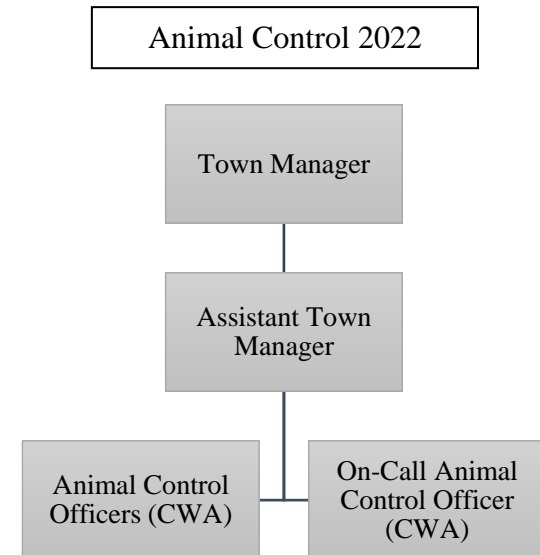 Animal Control 2022
Town Manager
Assistant Town
Manager
Animal Control
Officers (CWA)
On-Call Animal
Control Officer
(CWA)